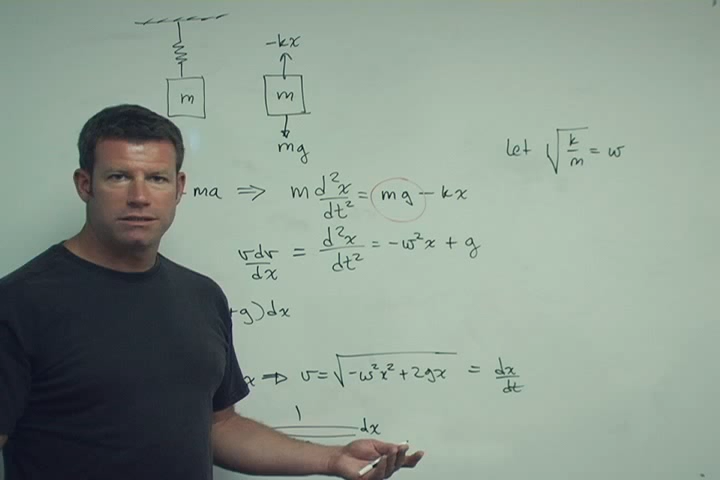 -kx
m
m
mg
Let √(k/m) = w
ma ⇒ m d²x/dt² = mg - kx
vdv/dx = d²x/dt² = -w²x + g
+g)dx
x ⇒ v = √(-w²x² + 2gx) = dx/dt
1
dx